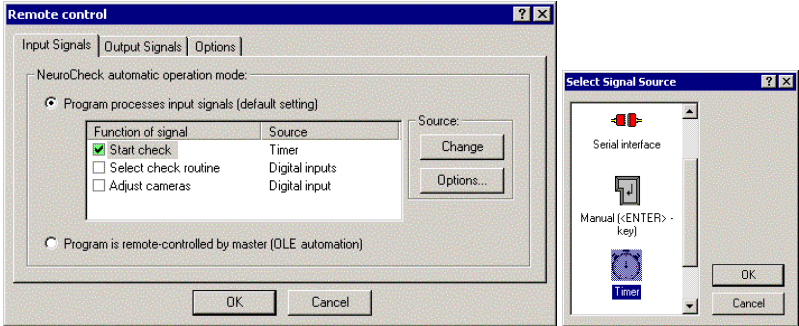 Remote control
Input Signals
Output Signals
Options
NeuroCheck automatic operation mode:
Program processes input signals (default setting)
Function of signal
Source
Start check
Timer
Select check routine
Digital inputs
Adjust cameras
Digital input
Source:
Change
Options...
Program is remote-controlled by master (OLE automation)
OK
Cancel
Select Signal Source
Serial interface
Manual (<ENTER> -
key)
Timer
OK
Cancel